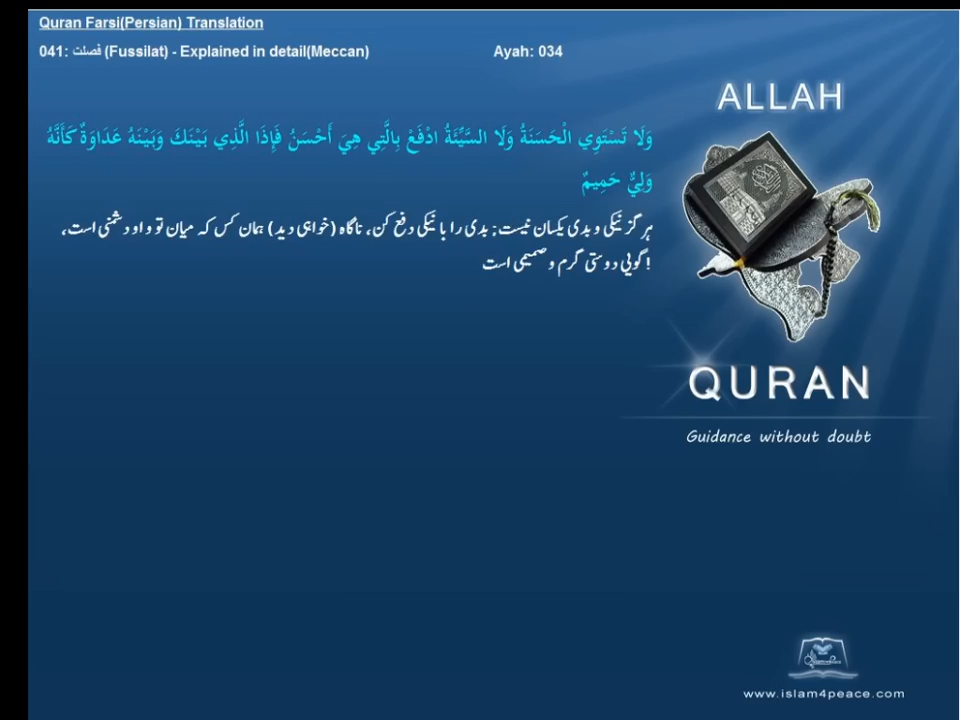 Quran Farsi(Persian) Translation
041: فصلت (Fussilat) - Explained in detail(Meccan) Ayah: 034
ALLAH
وَلَا تَسْتَوِي الْحَسَنَةُ وَلَا السَّيِّئَةُ ادْفَعْ بِالَّتِي هِيَ أَحْسَنُ فَإِذَا الَّذِي بَيْنَكَ وَبَيْنَهُ عَدَاوَةٌ كَأَنَّهُ
وَلِيٌّ حَمِيمٌ
هرگز نیکی و بدی یکسان نیست; بدی را با نیکی دفع کن، ناگاه (خواهی دید) همان کس که میان تو و او دشمنی است،
گویی دوستی گرم و صمیمی است!
QURAN
Guidance without doubt
www.islam4peace.com